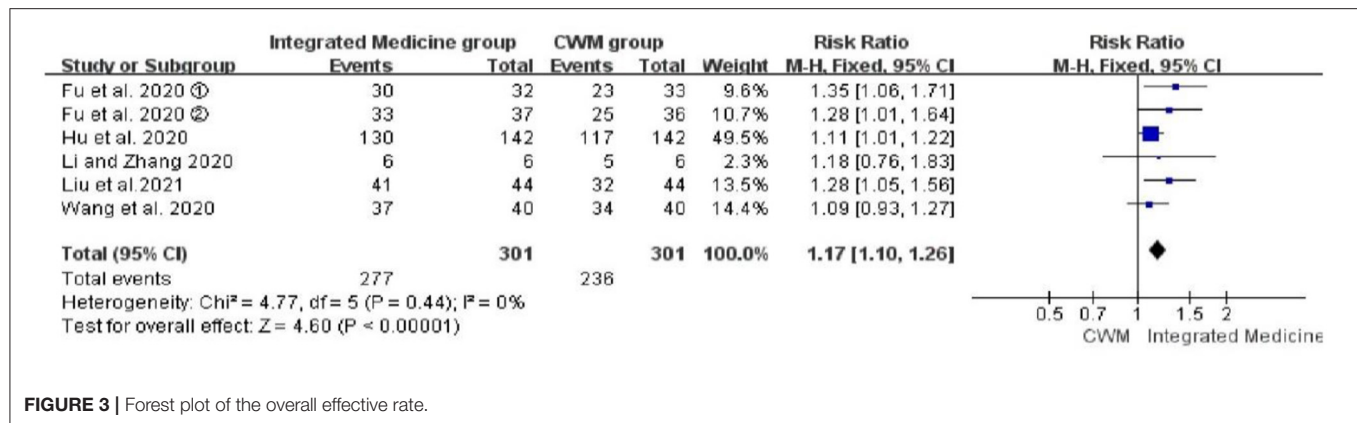 Integrated Medicine group CWM group Risk Ratio Risk Ratio
Study or Subgroup Events Total Events Total Weight M-H, Fixed, 95% CI M-H, Fixed, 95% CI
Fu et al. 2020 ① 30 32 23 33 9.6% 1.35 [1.06, 1.71]
Fu et al. 2020 ② 33 37 25 36 10.7% 1.28 [1.01, 1.64]
Hu et al. 2020 130 142 117 142 49.5% 1.11 [1.01, 1.22]
Li and Zhang 2020 6 6 5 6 2.3% 1.18 [0.76, 1.83]
Liu et al.2021 41 44 32 44 13.5% 1.28 [1.05, 1.56]
Wang et al. 2020 37 40 34 40 14.4% 1.09 [0.93, 1.27]
Total (95% CI) 301 301 100.0% 1.17 [1.10, 1.26]
Total events 277 236
Heterogeneity: Chi² = 4.77, df = 5 (P = 0.44); I² = 0%
Test for overall effect: Z = 4.60 (P < 0.00001)
0.5 0.7 1 1.5 2
CWM Integrated Medicine
FIGURE 3 | Forest plot of the overall effective rate.